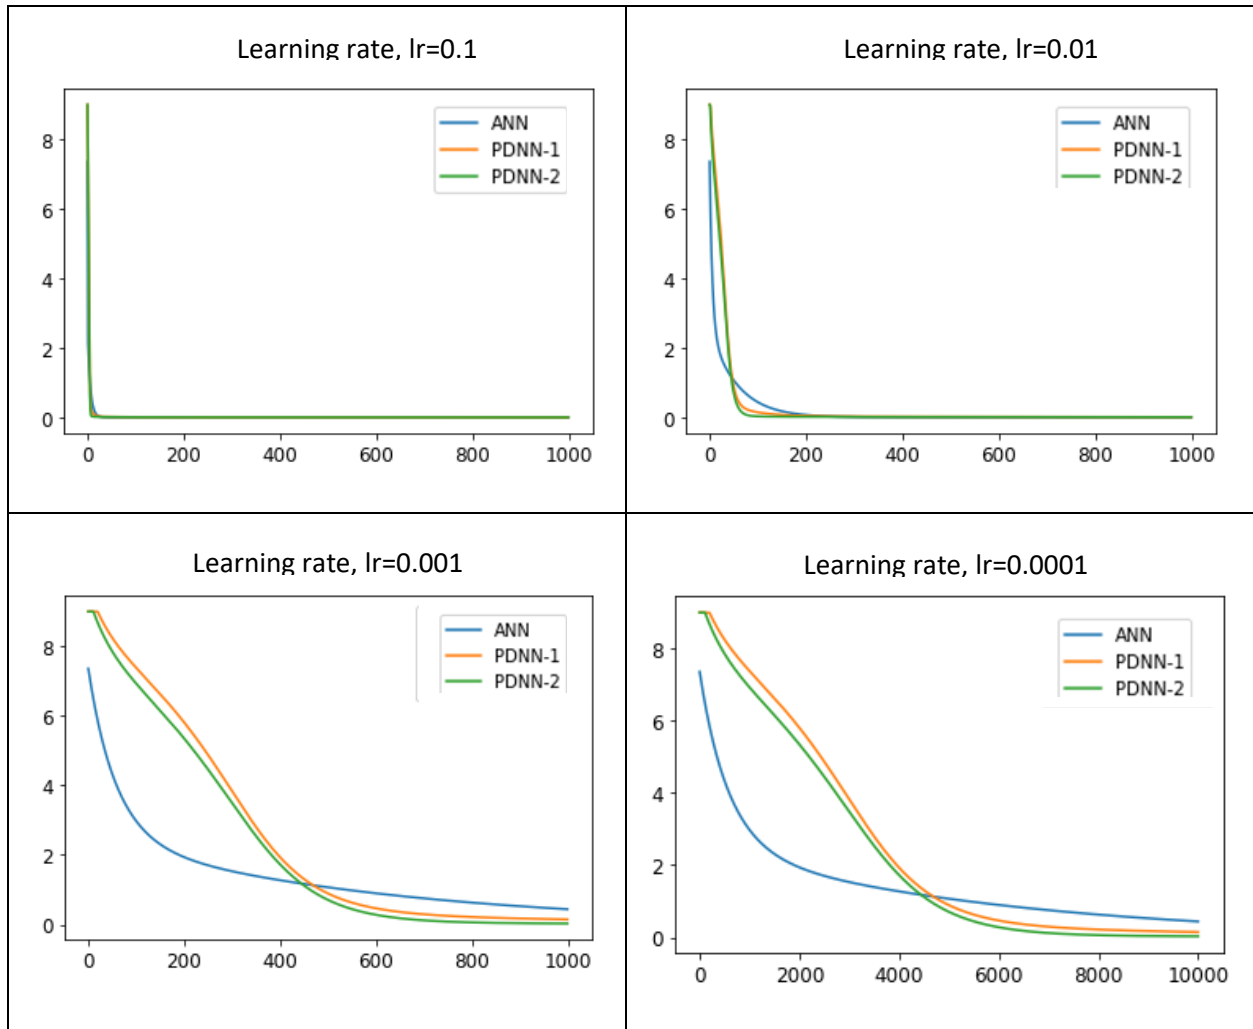 Learning rate, lr=0.1
8
6
4
2
0
0 200 400 600 800 1000
ANN
PDNN-1
PDNN-2
Learning rate, lr=0.01
8
6
4
2
0
0 200 400 600 800 1000
ANN
PDNN-1
PDNN-2
Learning rate, lr=0.001
8
6
4
2
0
0 200 400 600 800 1000
ANN
PDNN-1
PDNN-2
Learning rate, lr=0.0001
8
6
4
2
0
0 2000 4000 6000 8000 10000
ANN
PDNN-1
PDNN-2